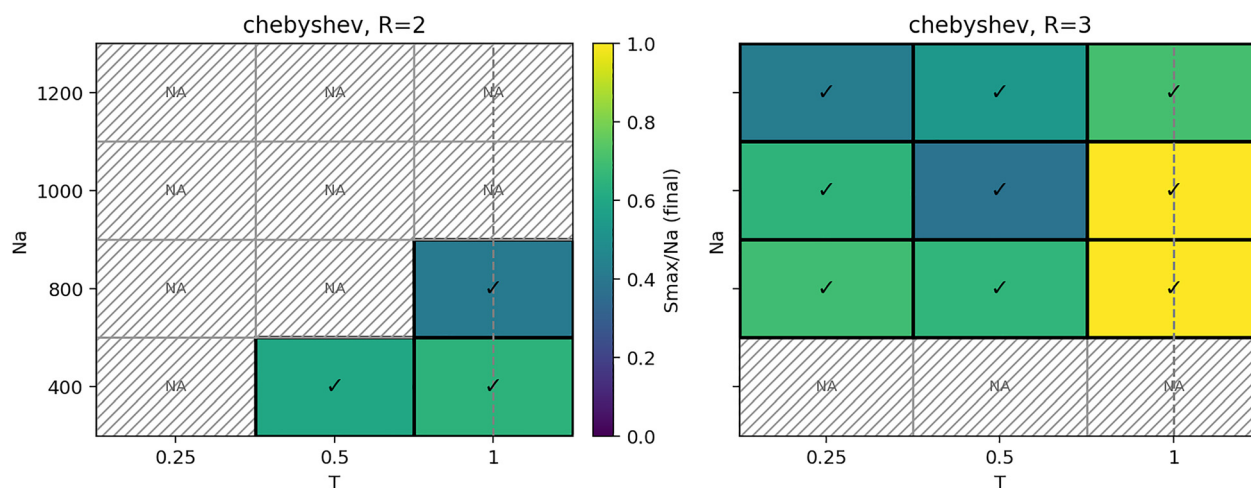 chebyshev, R=2
1200
NA
NA
NA
1000
NA
NA
NA
800
NA
NA
✓
400
NA
✓
✓
0.25
0.5
1
T
Na
1.0
0.8
0.6
0.4
0.2
0.0
Smax/Na (final)
chebyshev, R=3
✓
✓
✓
✓
✓
✓
✓
✓
✓
NA
NA
NA
0.25
0.5
1
T
Na